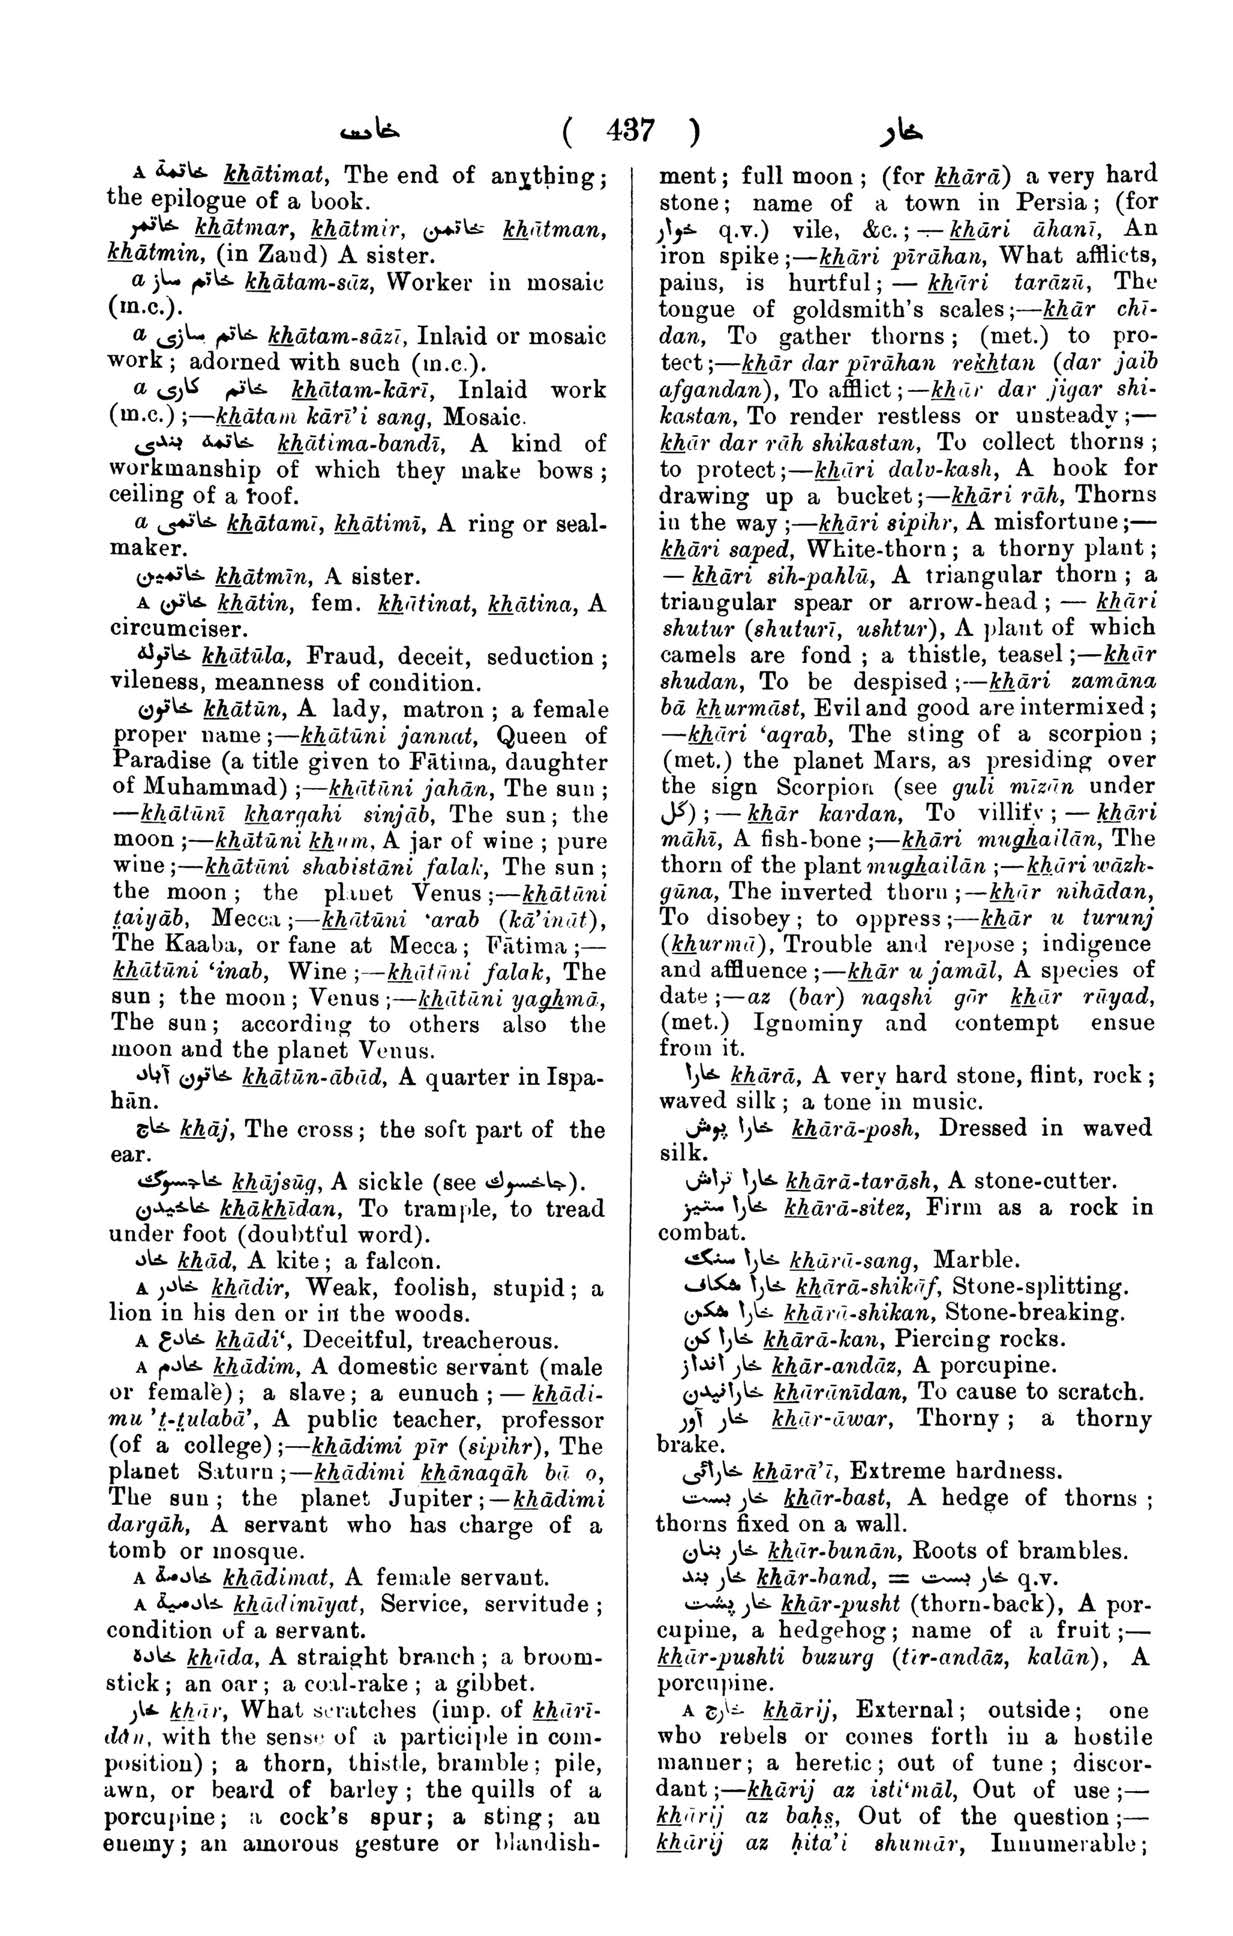 خات ( 437 ) خار
A خاتمة khātimat, The end of anything;
the epilogue of a book.
خاتمر khātmar, khātmir, خاتمن khātman,
khātmin, (in Zand) A sister.
a خاتم ساز khātam-sāz, Worker in mosaic
(m.c.).
a خاتم سازی khātam-sāzī, Inlaid or mosaic
work; adorned with such (m.c.).
a خاتم کاری khātam-kārī, Inlaid work
(m.c.);—khātam kārī'i sang, Mosaic.
خاتمه بندی khātima-bandī, A kind of
workmanship of which they make bows;
ceiling of a roof.
a خاتمی khātamī, khātimī, A ring or seal-
maker.
خاتمین khātmīn, A sister.
A خاتن khātin, fem. khātinat, khātina, A
circumciser.
خاتوله khātūla, Fraud, deceit, seduction;
vileness, meanness of condition.
خاتون khātūn, A lady, matron; a female
proper name;—khātūni jannat, Queen of
Paradise (a title given to Fātima, daughter
of Muhammad);—khātūni jahān, The sun;
—khātūnī khargahi sinjāb, The sun; the
moon;—khātūni khum, A jar of wine; pure
wine;—khātūni shabistāni falak, The sun;
the moon; the planet Venus;—khātūni
t̤aiyāb, Mecca;—khātūni ‘arab (kā'ināt),
The Kaaba, or fane at Mecca; Fātima;—
khātūni ‘inab, Wine;—khātūni falak, The
sun; the moon; Venus;—khātūni yaghmā,
The sun; according to others also the
moon and the planet Venus.
خاتون آباد khātūn-ābād, A quarter in Ispa-
hān.
خاج khāj, The cross; the soft part of the
ear.
خاجسوگ khājsūg, A sickle (see جاخسوك).
خاخیدن khākhīdan, To trample, to tread
under foot (doubtful word).
خاد khād, A kite; a falcon.
A خادر khādir, Weak, foolish, stupid; a
lion in his den or in the woods.
A خادع khādi‘, Deceitful, treacherous.
A خادم khādim, A domestic servant (male
or female); a slave; a eunuch;—khādi-
mu 't̤-t̤ulabā', A public teacher, professor
(of a college);—khādimi pīr (sipihr), The
planet Saturn;—khādimi khānaqāh bā o,
The sun; the planet Jupiter;—khādimi
dargāh, A servant who has charge of a
tomb or mosque.
A خادمة khādimat, A female servant.
A خادمیة khādimīyat, Service, servitude;
condition of a servant.
خاده khāda, A straight branch; a broom-
stick; an oar; a coal-rake; a gibbet.
خار khār, What scratches (imp. of khārī-
dan, with the sense of a participle in com-
position); a thorn, thistle, bramble; pile,
awn, or beard of barley; the quills of a
porcupine; a cock's spur; a sting; an
enemy; an amorous gesture or blandish-
ment; full moon; (for khārā) a very hard
stone; name of a town in Persia; (for
خوار q.v.) vile, &c.;—khāri āhanī, An
iron spike;—khāri pīrāhan, What afflicts,
pains, is hurtful;—khāri tarāzū, The
tongue of goldsmith's scales;—khār chī-
dan, To gather thorns; (met.) to pro-
tect;—khār dar pīrāhan rekhtan (dar jaib
afgandan), To afflict;—khār dar jigar shi-
kastan, To render restless or unsteady;—
khār dar rāh shikastan, To collect thorns;
to protect;—khāri dalv-kash, A hook for
drawing up a bucket;—khāri rāh, Thorns
in the way;—khāri sipihr, A misfortune;—
khāri saped, White-thorn; a thorny plant;
—khāri sih-pahlū, A triangular thorn; a
triangular spear or arrow-head;—khāri
shutur (shuturī, ushtur), A plant of which
camels are fond; a thistle, teasel;—khār
shudan, To be despised;—khāri zamāna
bā khurmāst, Evil and good are intermixed;
—khāri ‘aqrab, The sting of a scorpion;
(met.) the planet Mars, as presiding over
the sign Scorpion (see guli mīzān under
گل);—khār kardan, To villify;—khāri
māhī, A fish-bone;—khāri mughailān, The
thorn of the plant mughailān;—khāri wāzh-
gūna, The inverted thorn;—khār nihādan,
To disobey; to oppress;—khār u turunj
(khurmā), Trouble and repose; indigence
and affluence;—khār u jamāl, A species of
date;—az (bar) naqshi gūr khār rūyad,
(met.) Ignominy and contempt ensue
from it.
خارا khārā, A very hard stone, flint, rock;
waved silk; a tone in music.
خارا پوش khārā-posh, Dressed in waved
silk.
خارا تراش khārā-tarāsh, A stone-cutter.
خارا ستیز khārā-sitez, Firm as a rock in
combat.
خارا سنگ khārā-sang, Marble.
خارا شکاف khārā-shikāf, Stone-splitting.
خارا شکن khārā-shikan, Stone-breaking.
خارا کن khārā-kan, Piercing rocks.
خار انداز khār-andāz, A porcupine.
خارانیدن khārānīdan, To cause to scratch.
خار آور khār-āwar, Thorny; a thorny
brake.
خارائی khārā'ī, Extreme hardness.
خار بست khār-bast, A hedge of thorns;
thorns fixed on a wall.
خار بنان khār-bunān, Roots of brambles.
خار بند khār-band, = خار بست q.v.
خار پشت khār-pusht (thorn-back), A por-
cupine, a hedgehog; name of a fruit;—
khār-pushti buzurg (tīr-andāz, kalān), A
porcupine.
A خارج khārij, External; outside; one
who rebels or comes forth in a hostile
manner; a heretic; out of tune; discor-
dant;—khārij az isti‘māl, Out of use;—
khārij az baḥs̤, Out of the question;—
khārij az ḥita'i shumār, Innumerable;